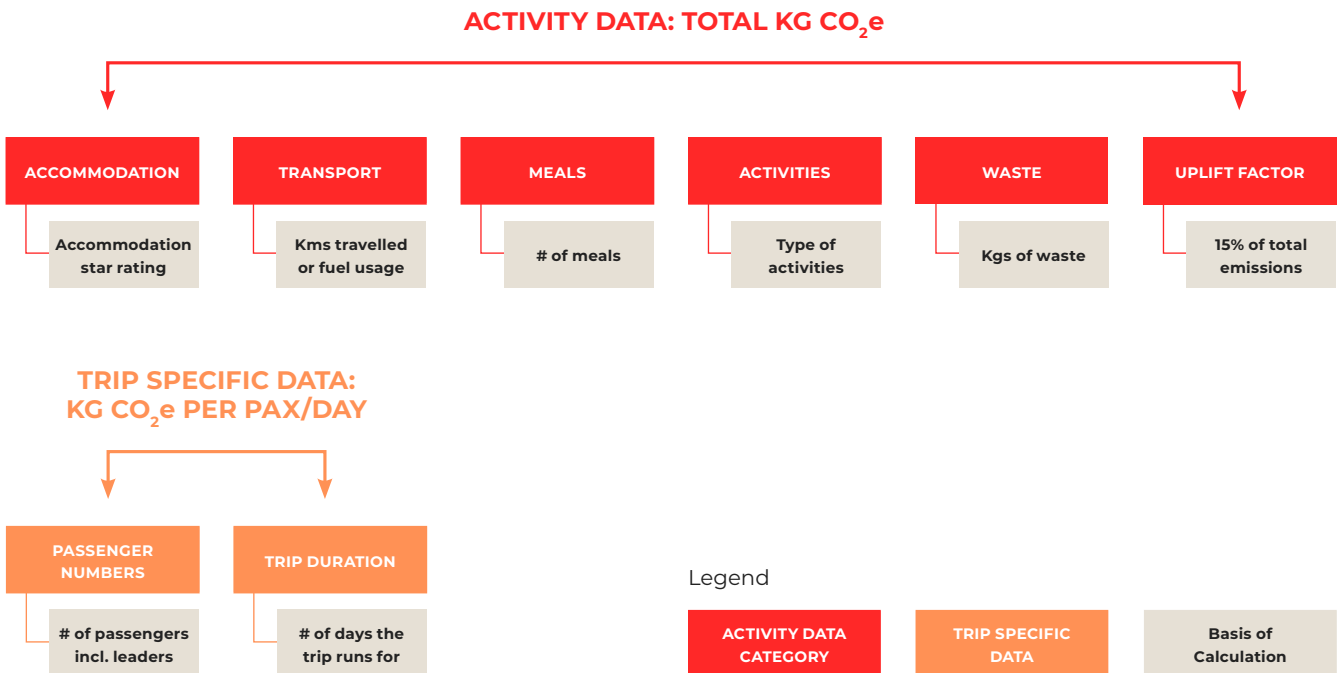 ACTIVITY DATA: TOTAL KG CO₂e
ACCOMMODATION
TRANSPORT
MEALS
ACTIVITIES
WASTE
UPLIFT FACTOR
Accommodation
star rating
Kms travelled
or fuel usage
# of meals
Type of
activities
Kgs of waste
15% of total
emissions
TRIP SPECIFIC DATA:
KG CO₂e PER PAX/DAY
PASSENGER
NUMBERS
TRIP DURATION
# of passengers
incl. leaders
# of days the
trip runs for
Legend
ACTIVITY DATA
CATEGORY
TRIP SPECIFIC
DATA
Basis of
Calculation